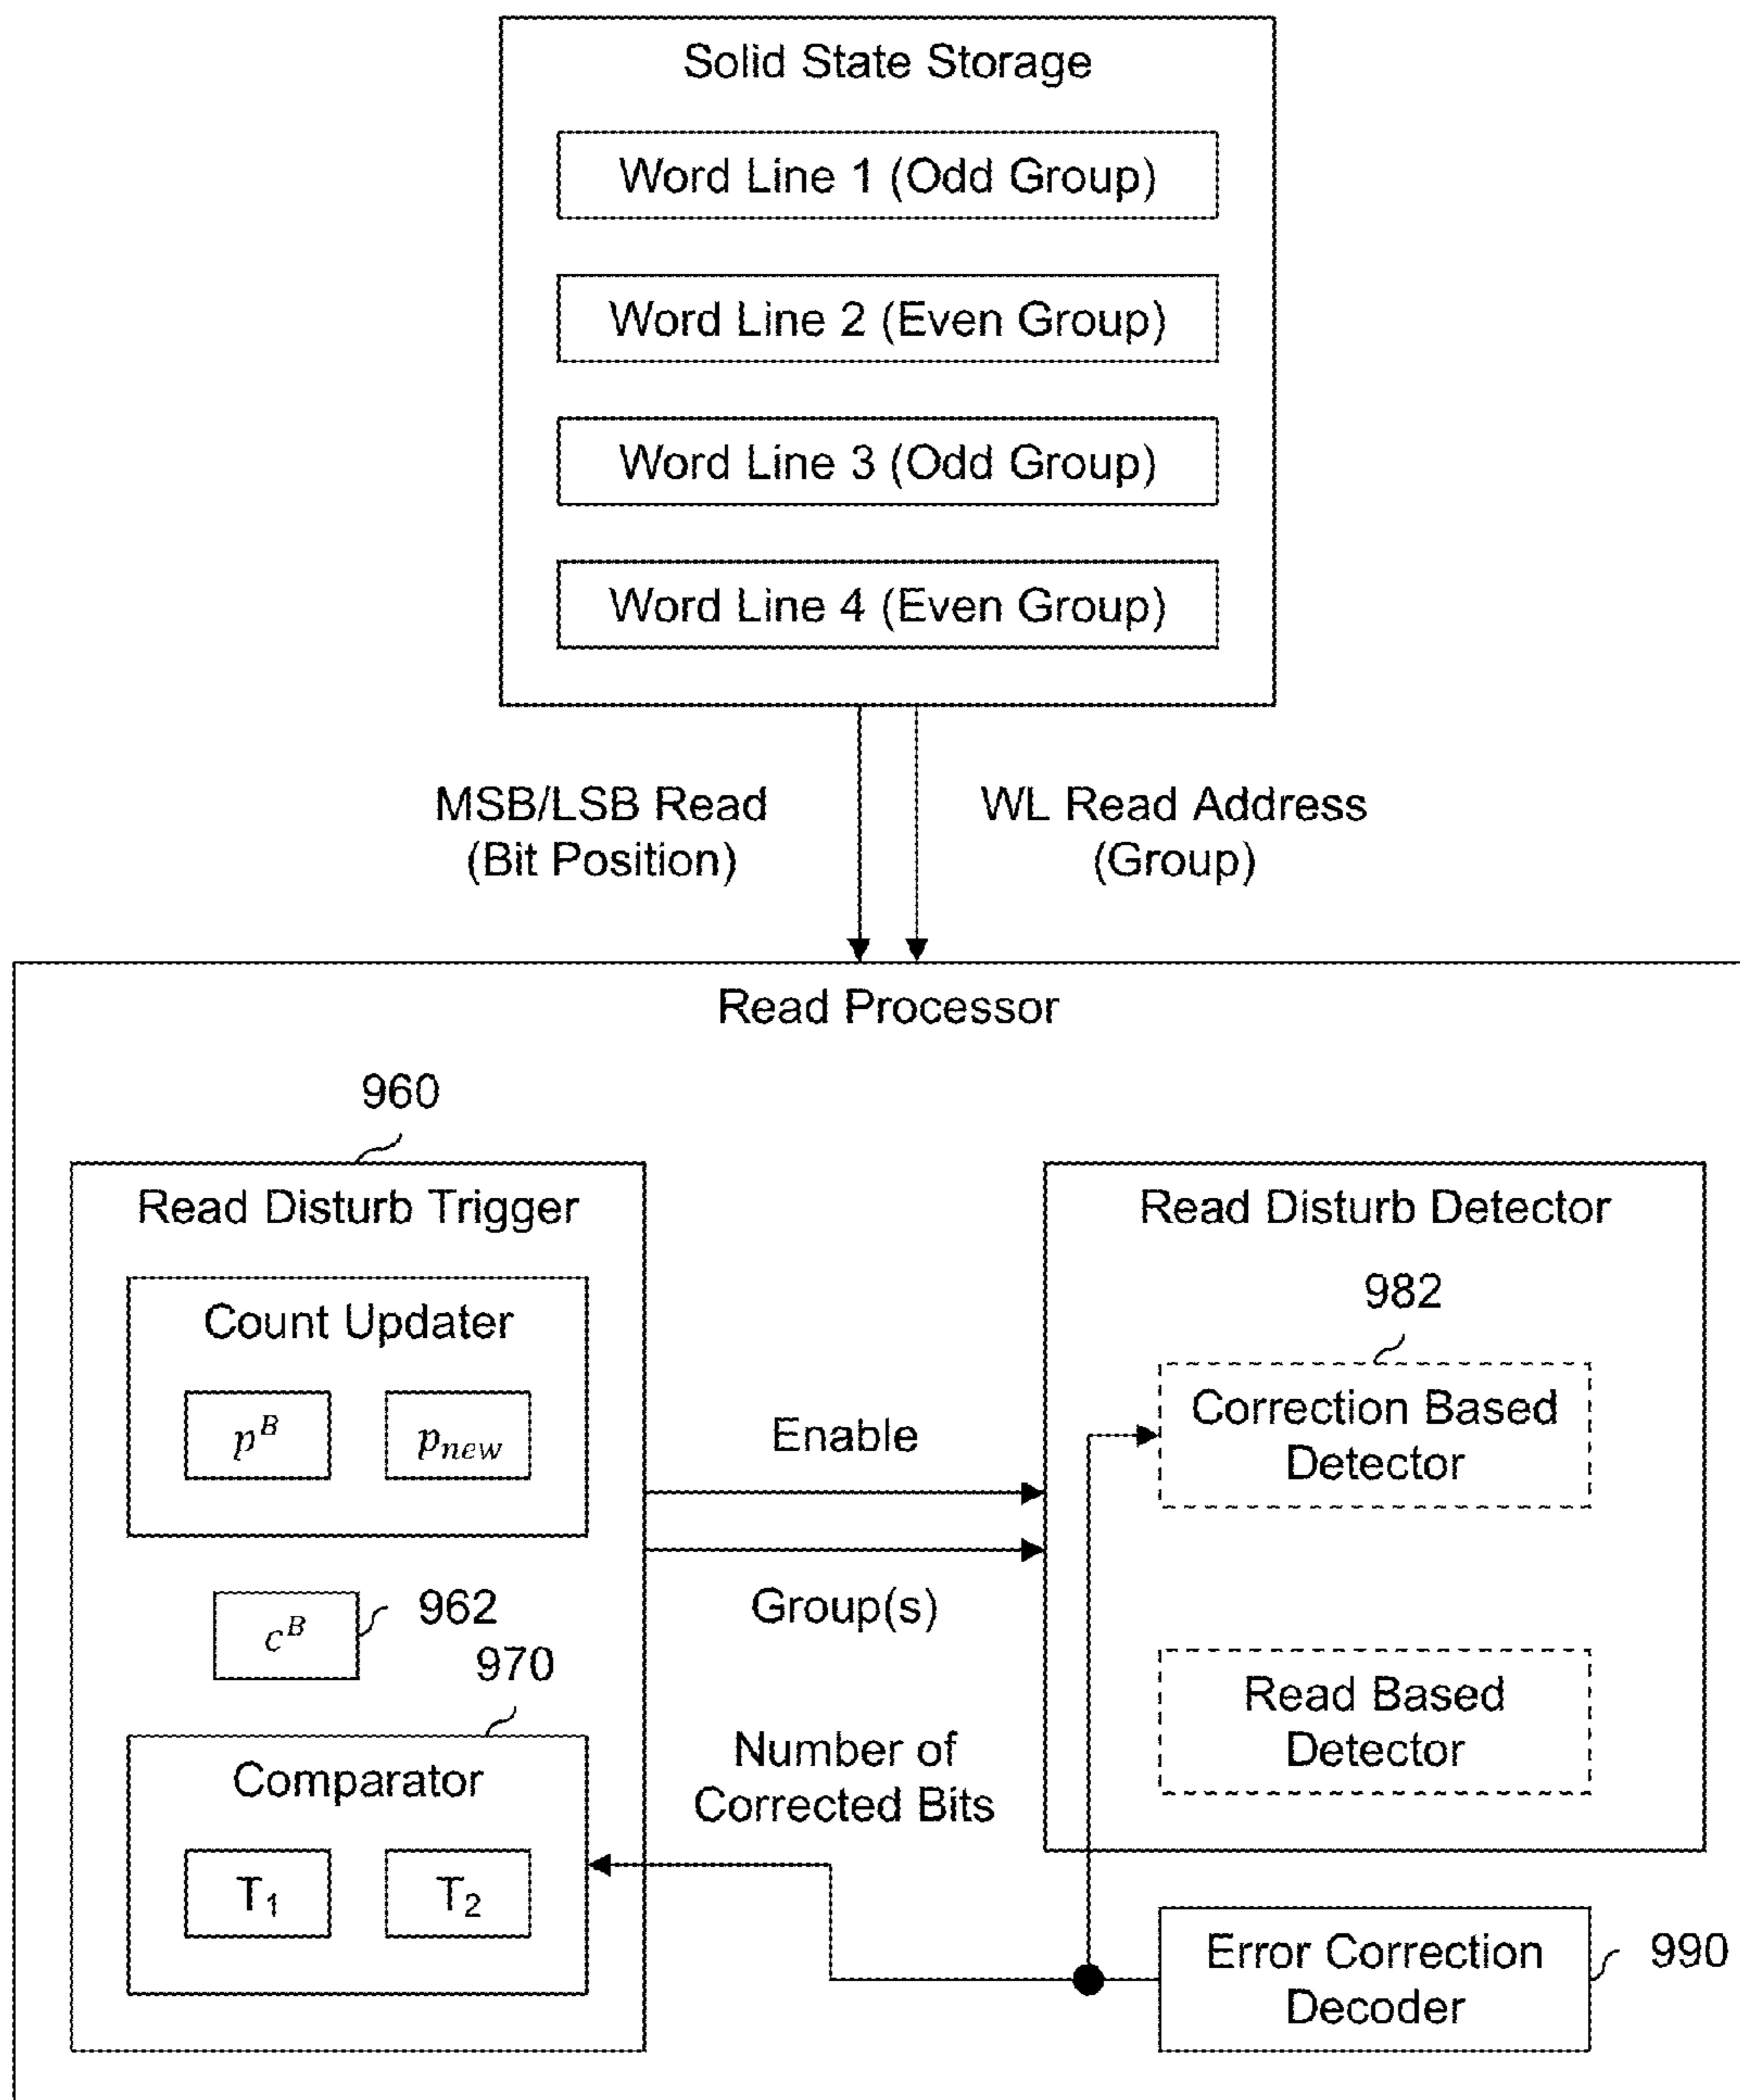 Solid State Storage
Word Line 1 (Odd Group)
Word Line 2 (Even Group)
Word Line 3 (Odd Group)
Word Line 4 (Even Group)
MSB/LSB Read
(Bit Position)
WL Read Address
(Group)
Read Processor
960
Read Disturb Trigger
Count Updater
p^B
p_new
c^B
962
970
Comparator
T₁
T₂
Enable
Group(s)
Number of
Corrected Bits
Read Disturb Detector
982
Correction Based
Detector
Read Based
Detector
Error Correction
Decoder
990